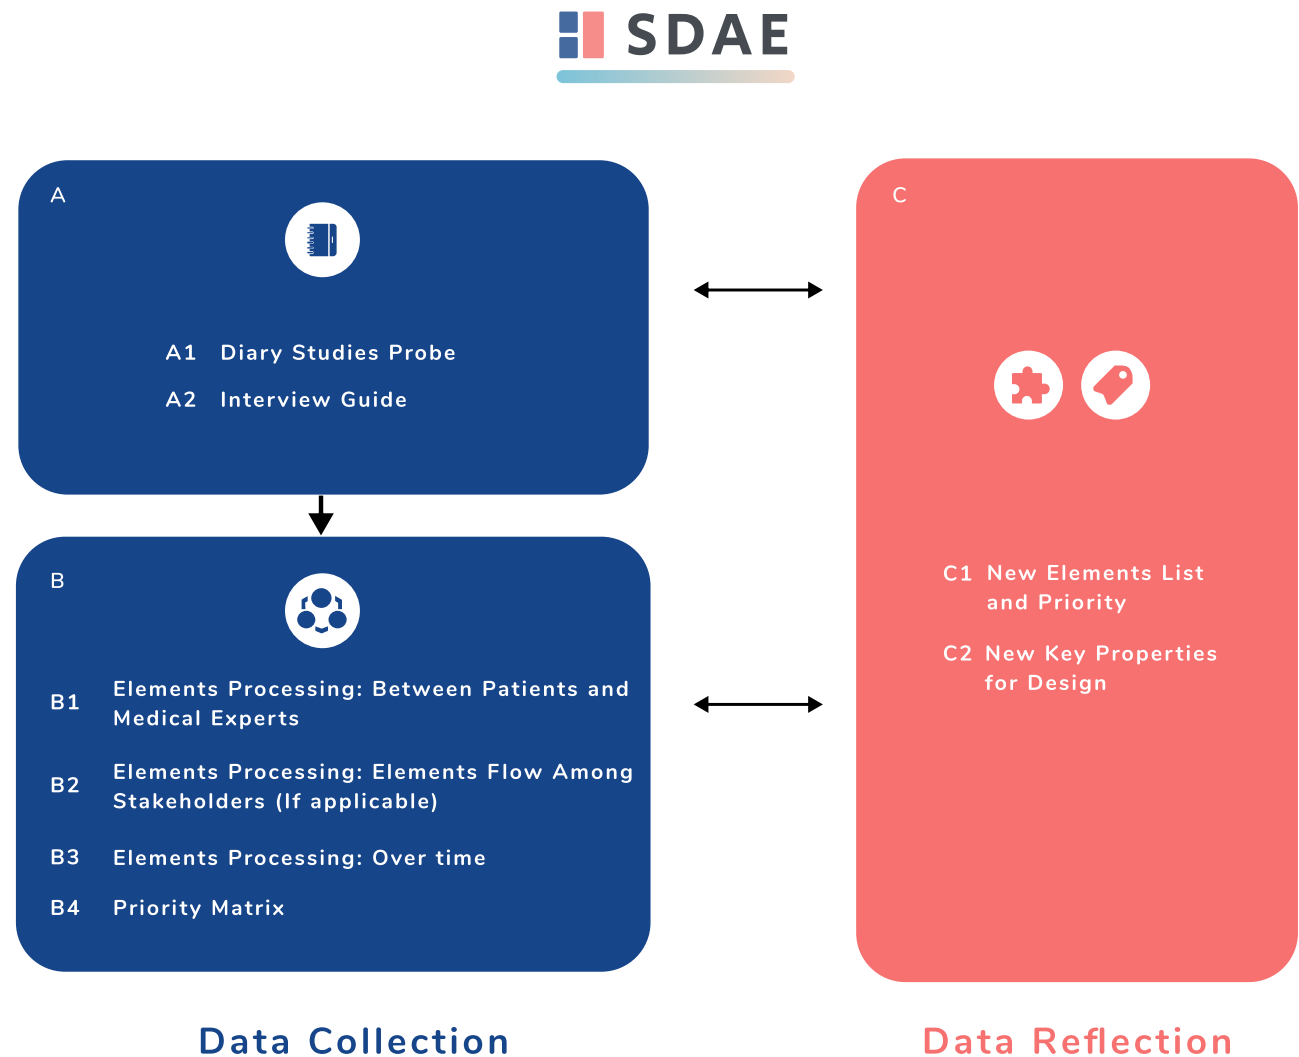 SDAE
A
A1 Diary Studies Probe
A2 Interview Guide
B
B1 Elements Processing: Between Patients and
Medical Experts
B2 Elements Processing: Elements Flow Among
Stakeholders (If applicable)
B3 Elements Processing: Over time
B4 Priority Matrix
C
C1 New Elements List
and Priority
C2 New Key Properties
for Design
Data Collection
Data Reflection